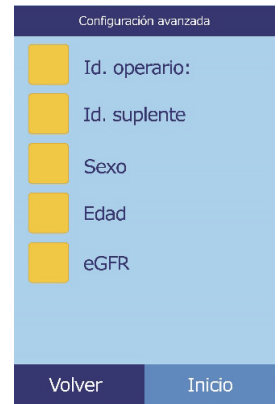 Configuración avanzada
Id. operario:
Id. suplente
Sexo
Edad
eGFR
Volver Inicio